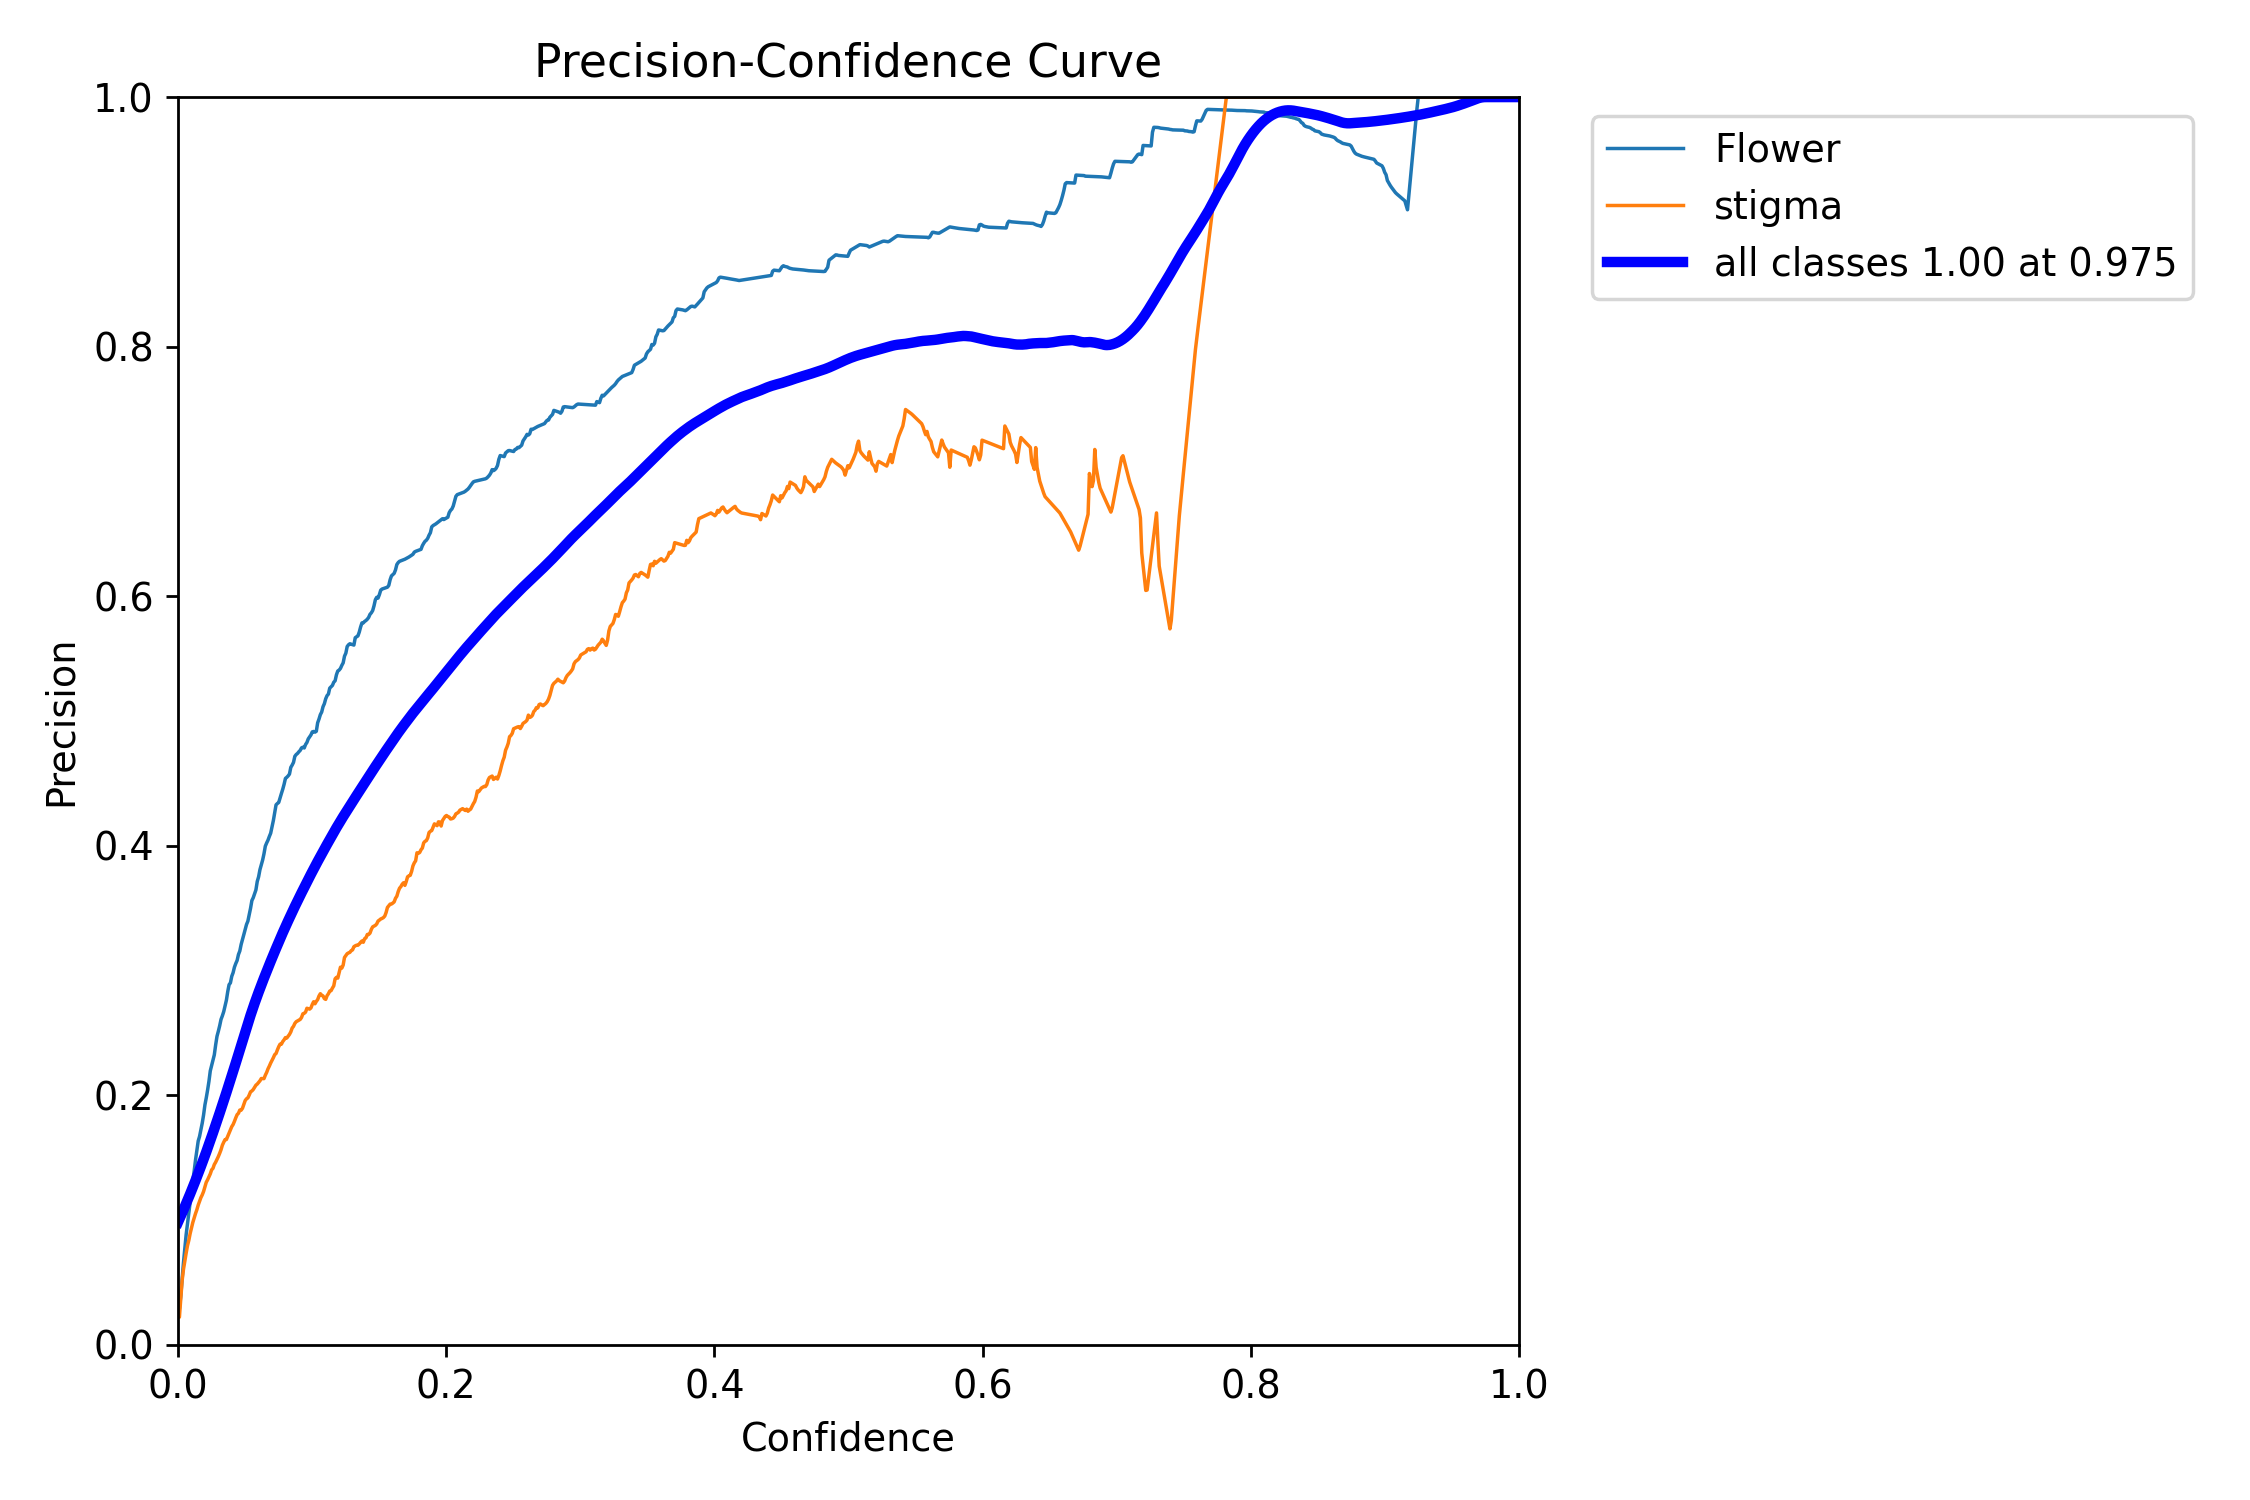 Precision-Confidence Curve
1.0
0.8
0.6
0.4
0.2
0.0
Precision
0.0 0.2 0.4 0.6 0.8 1.0
Confidence
Flower
stigma
all classes 1.00 at 0.975